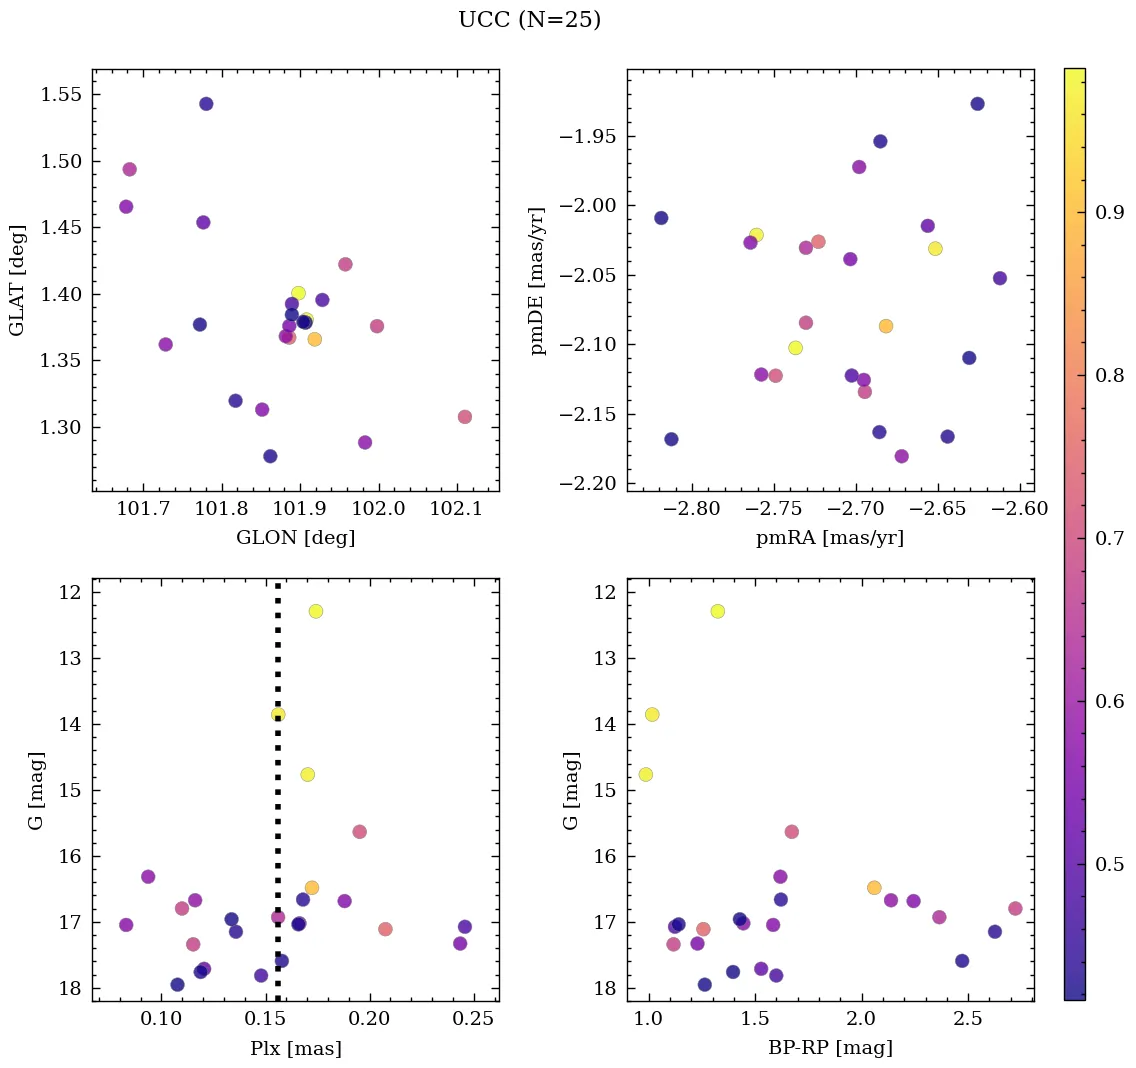 UCC (N=25)
1.55
1.50
1.45
1.40
1.35
1.30
GLAT [deg]
101.7 101.8 101.9 102.0 102.1
GLON [deg]
−1.95
−2.00
−2.05
−2.10
−2.15
−2.20
pmDE [mas/yr]
−2.80 −2.75 −2.70 −2.65 −2.60
pmRA [mas/yr]
0.9
0.8
0.7
0.6
0.5
12
13
14
15
16
17
18
G [mag]
0.10 0.15 0.20 0.25
Plx [mas]
12
13
14
15
16
17
18
G [mag]
1.0 1.5 2.0 2.5
BP-RP [mag]